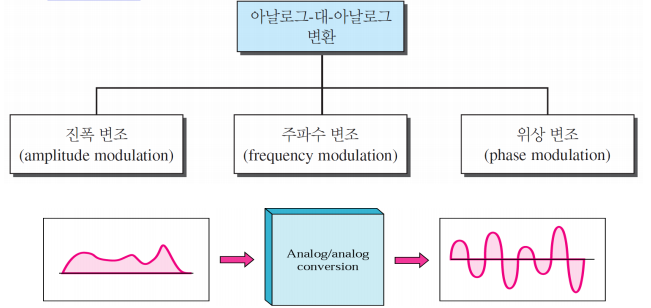 아날로그-대-아날로그
변환
진폭 변조
(amplitude modulation)
주파수 변조
(frequency modulation)
위상 변조
(phase modulation)
Analog/analog
conversion